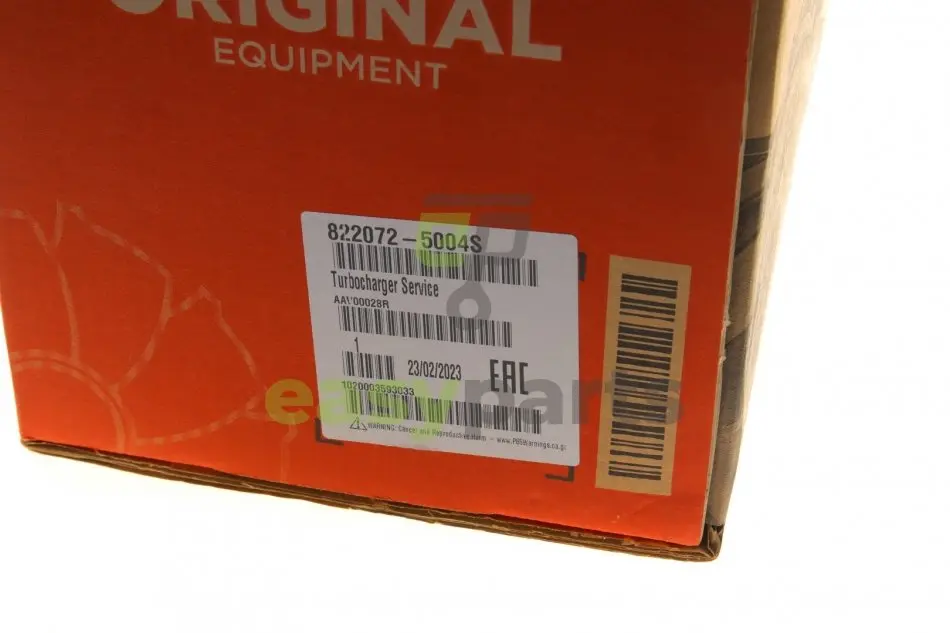 ORIGINAL
EQUIPMENT
822072-5004S
Turbocharger Service
AAV00028R
1
23/02/2023
EAC
1020003593033
WARNING: Cancer and Reproductive Harm - www.P65Warnings.ca.gov
easyparts